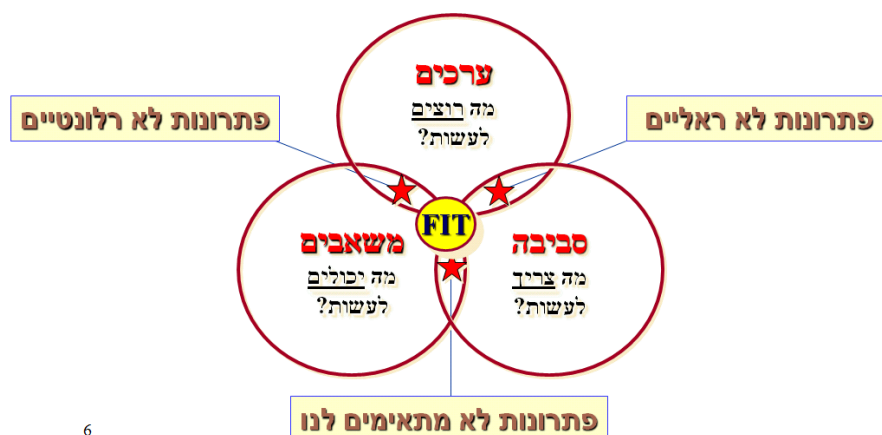 ערכים
מה רוצים
לעשות?
פתרונות לא ראליים
פתרונות לא רלונטיים
FIT
סביבה
מה צריך
לעשות?
משאבים
מה יכולים
לעשות?
פתרונות לא מתאימים לנו
6